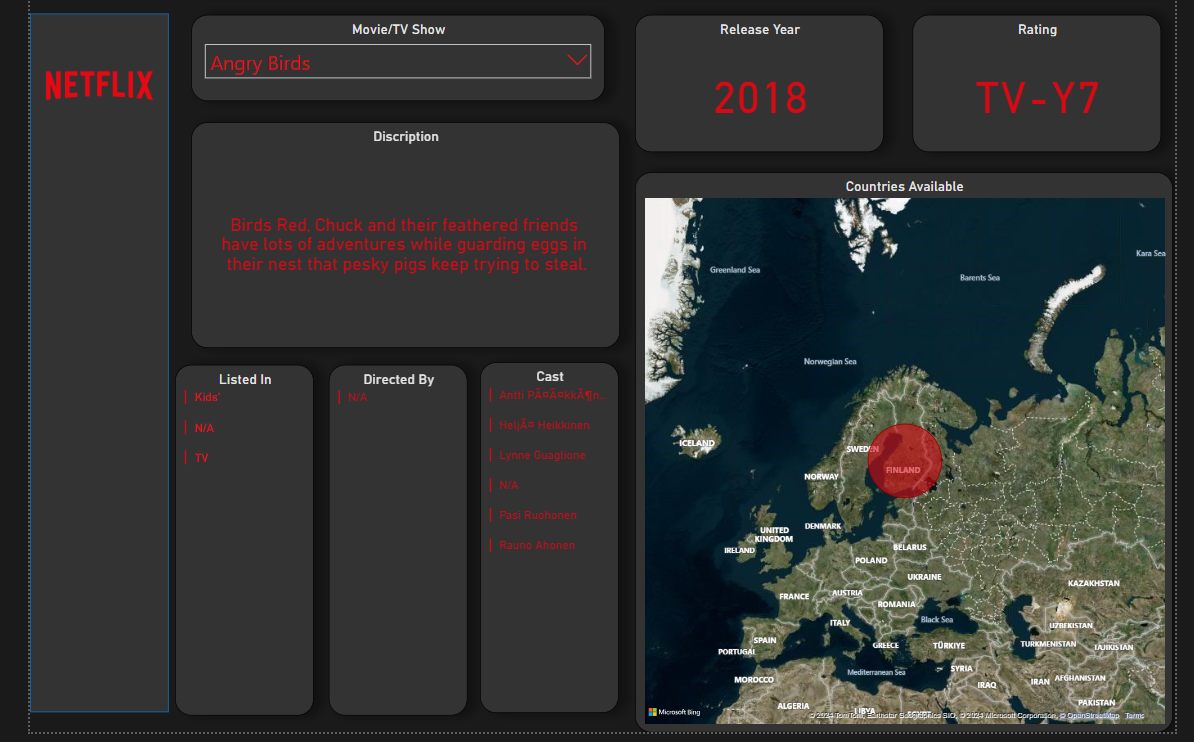 NETFLIX
Movie/TV Show
Angry Birds
Release Year
2018
Rating
TV-Y7
Discription
Birds Red, Chuck and their feathered friends
have lots of adventures while guarding eggs in
their nest that pesky pigs keep trying to steal.
Listed In
Kids'
N/A
TV
Directed By
N/A
Cast
Antti PÃ¤Ã¤kkÃ¶n...
HeljÃ¤ Heikkinen
Lynne Guaglione
N/A
Pasi Ruohonen
Rauno Ahonen
Countries Available
Kara Sea
Greenland Sea
Barents Sea
Norwegian Sea
ICELAND
SWEDEN
FINLAND
NORWAY
UNITED
KINGDOM
DENMARK
IRELAND
BELARUS
POLAND
UKRAINE
KAZAKHSTAN
FRANCE
AUSTRIA
ROMANIA
ITALY
Black Sea
UZBEKISTAN
SPAIN
PORTUGAL
GREECE
TÜRKIYE
TURKMENISTAN
TAJIKISTAN
Mediterranean Sea
SYRIA
MOROCCO
IRAQ
IRAN
AFGHANISTAN
PAKISTAN
ALGERIA
LIBYA
EGYPT
Microsoft Bing
© 2024 TomTom, Earthstar Geographics SIO, © 2024 Microsoft Corporation, © OpenStreetMap Terms